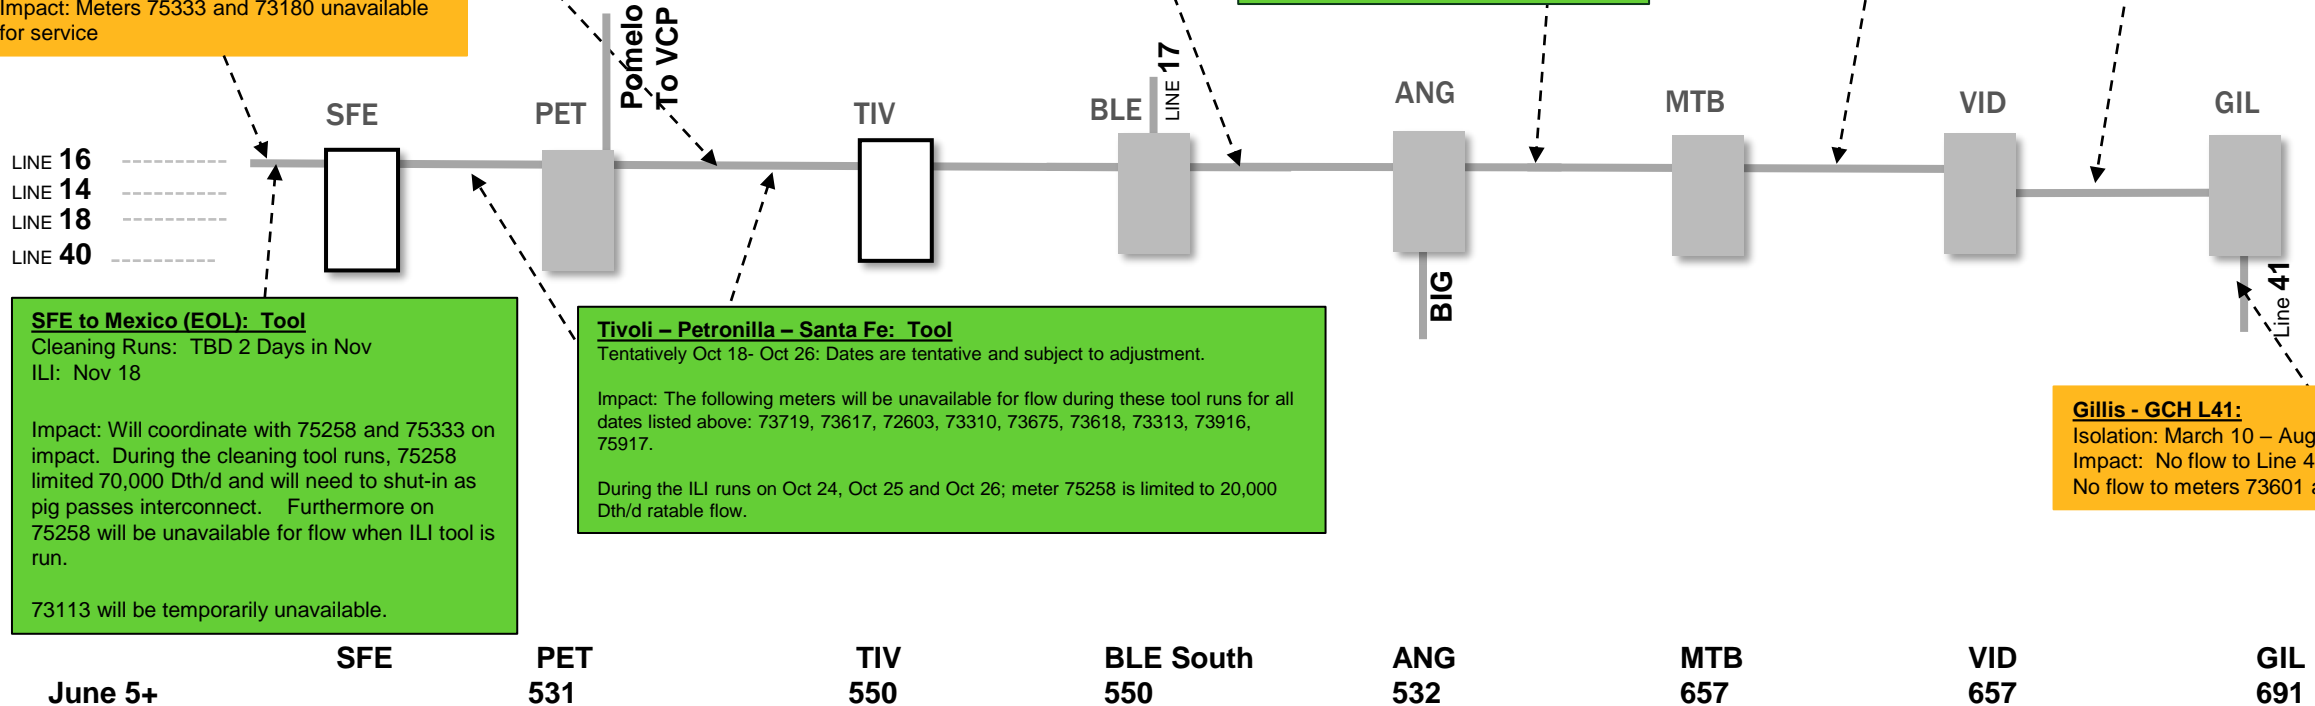 Impact: Meters 75333 and 73180 unavailable
for service
Pomelo
To VCP
LINE 17
SFE
PET
TIV
BLE
ANG
MTB
VID
GIL
LINE 16
LINE 14
LINE 18
LINE 40
BIG
Line 41
SFE to Mexico (EOL): Tool
Cleaning Runs: TBD 2 Days in Nov
ILI: Nov 18
Impact: Will coordinate with 75258 and 75333 on
impact. During the cleaning tool runs, 75258
limited 70,000 Dth/d and will need to shut-in as
pig passes interconnect. Furthermore on
75258 will be unavailable for flow when ILI tool is
run.
73113 will be temporarily unavailable.
Tivoli – Petronilla – Santa Fe: Tool
Tentatively Oct 18- Oct 26: Dates are tentative and subject to adjustment.
Impact: The following meters will be unavailable for flow during these tool runs for all
dates listed above: 73719, 73617, 72603, 73310, 73675, 73618, 73313, 73916,
75917.
During the ILI runs on Oct 24, Oct 25 and Oct 26; meter 75258 is limited to 20,000
Dth/d ratable flow.
Gillis - GCH L41:
Isolation: March 10 – Aug
Impact: No flow to Line 4
No flow to meters 73601 a
SFE PET TIV BLE South ANG MTB VID GIL
June 5+ 531 550 550 532 657 657 691